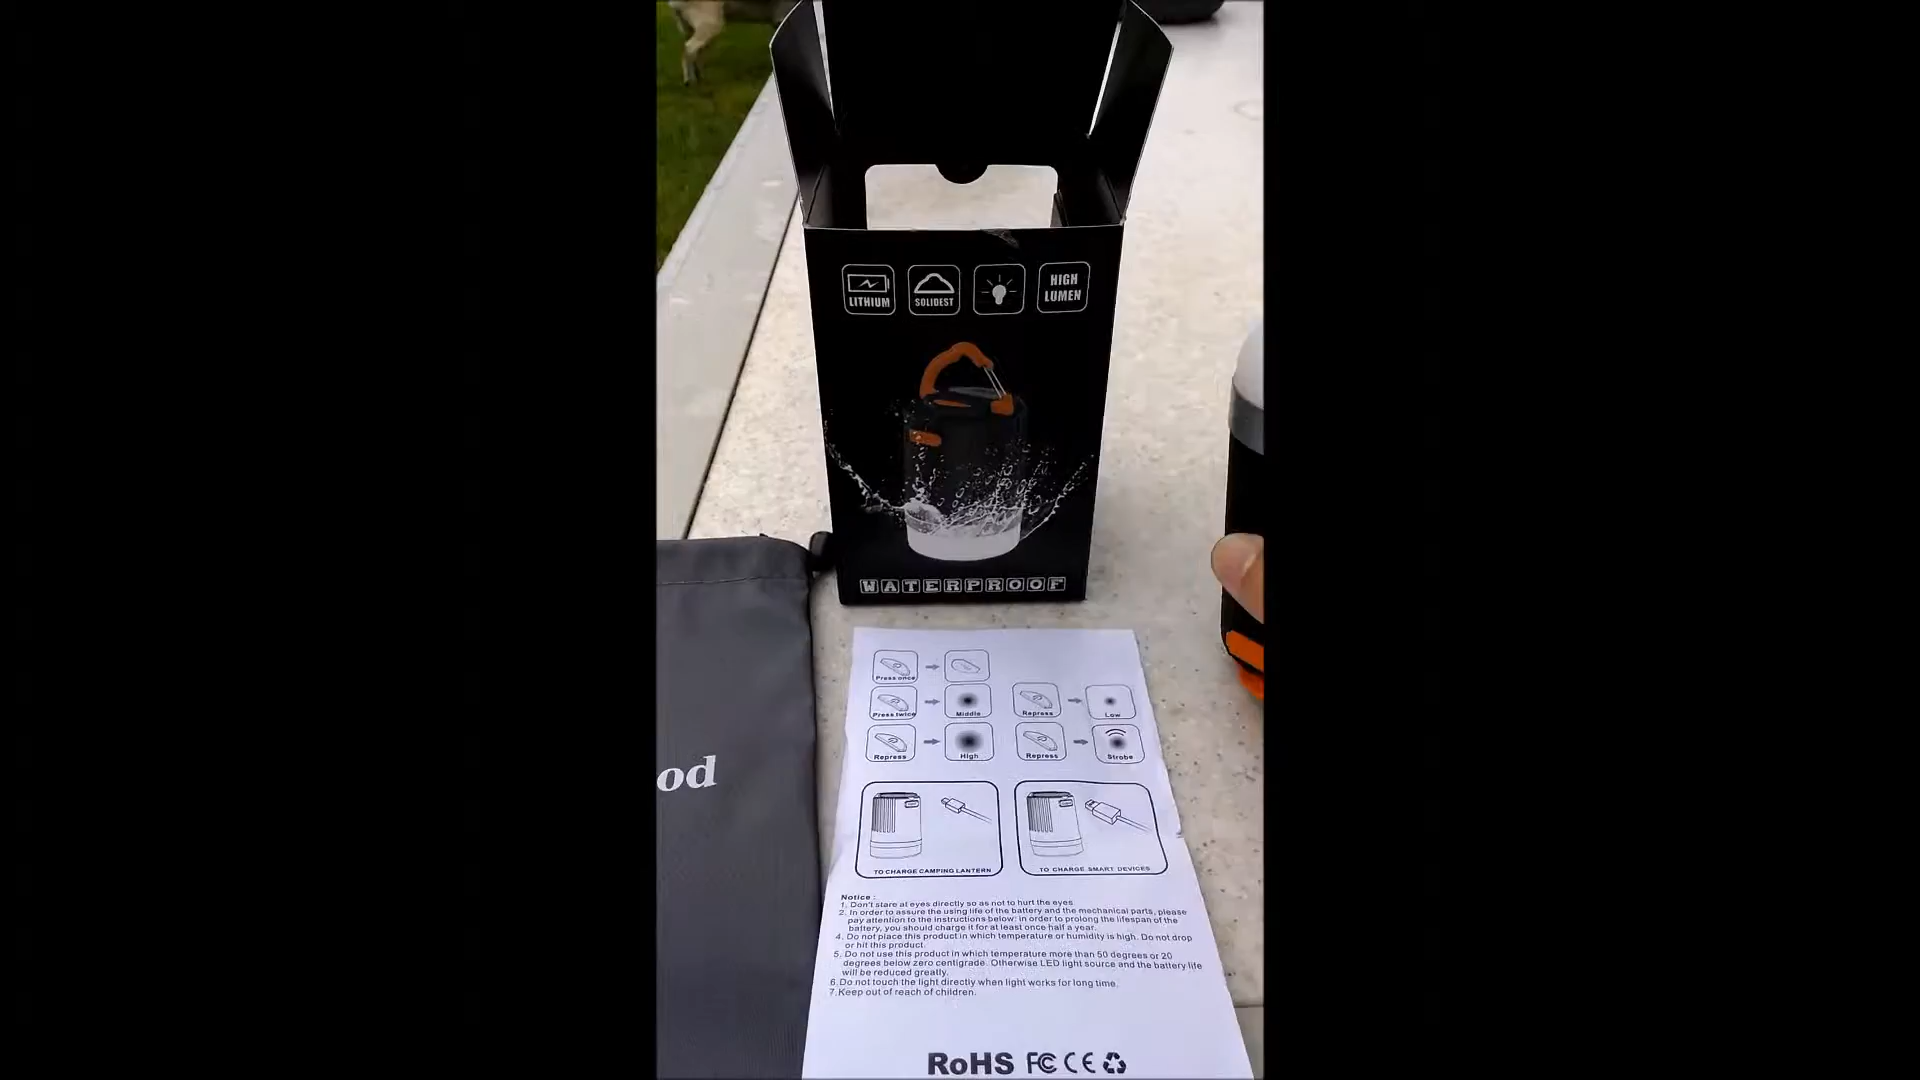 LITHIUM
SOLIDEST
HIGH
LUMEN
WATERPROOF
od
Press once
Press twice
Middle
Repress
Low
Repress
High
Repress
Strobe
TO CHARGE CAMPING LANTERN
TO CHARGE SMART DEVICES
Notice :
1. Don't stare at eyes directly so as not to hurt the eyes
2. In order to assure the using life of the battery and the mechanical parts, please
pay attention to the instructions below: in order to prolong the lifespan of the
battery, you should charge it for at least once half a year.
4. Do not place this product in which temperature or humidity is high. Do not drop
or hit this product.
5. Do not use this product in which temperature more than 50 degrees or 20
degrees below zero centigrade. Otherwise LED light source and the battery life
will be reduced greatly.
6. Do not touch the light directly when light works for long time.
7. Keep out of reach of children.
RoHS FC CE